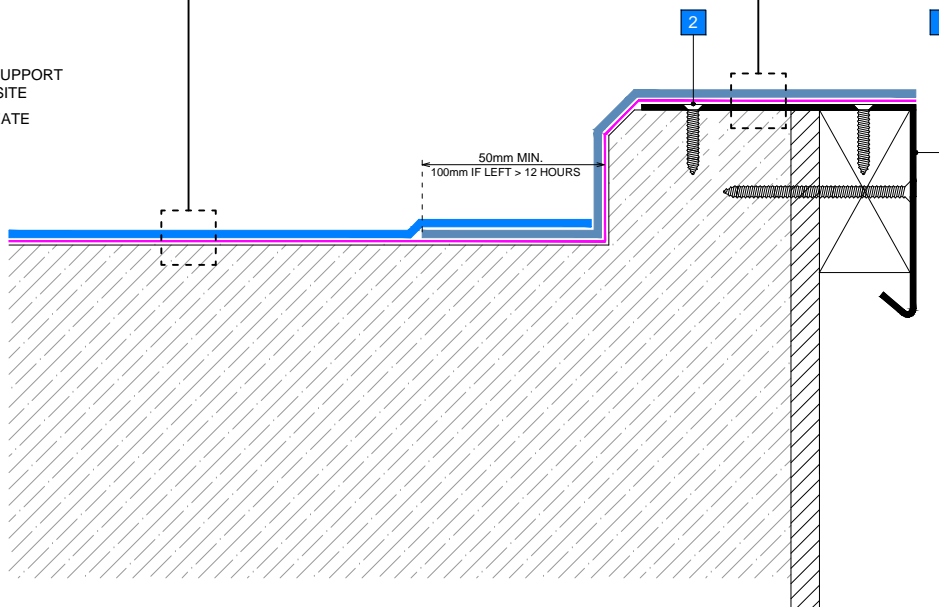 2
UPPORT
SITE
ATE
50mm MIN.
100mm IF LEFT > 12 HOURS